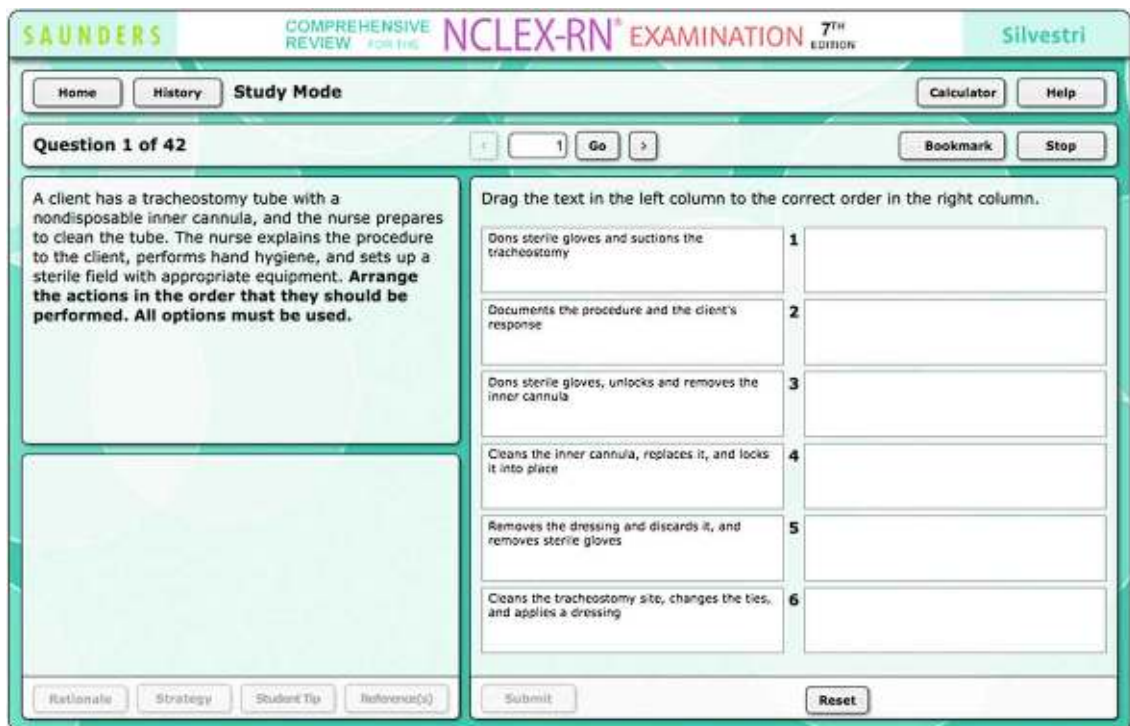 SAUNDERS
COMPREHENSIVE
REVIEW FOR THE
NCLEX-RN® EXAMINATION 7TH
EDITION
Silvestri
Home
History
Study Mode
Calculator
Help
Question 1 of 42
<
1
Go
>
Bookmark
Stop
A client has a tracheostomy tube with a
nondisposable inner cannula, and the nurse prepares
to clean the tube. The nurse explains the procedure
to the client, performs hand hygiene, and sets up a
sterile field with appropriate equipment. Arrange
the actions in the order that they should be
performed. All options must be used.
Drag the text in the left column to the correct order in the right column.
Dons sterile gloves and suctions the
tracheostomy
1
Documents the procedure and the client's
response
2
Dons sterile gloves, unlocks and removes the
inner cannula
3
Cleans the inner cannula, replaces it, and locks
it into place
4
Removes the dressing and discards it, and
removes sterile gloves
5
Cleans the tracheostomy site, changes the ties,
and applies a dressing
6
Rationale
Strategy
Student Tip
Reference(s)
Submit
Reset